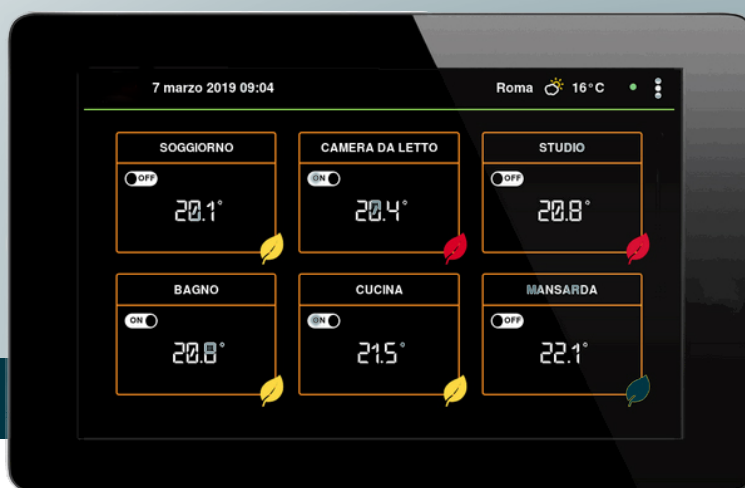 7 marzo 2019 09:04
Roma 16°C
SOGGIORNO
OFF
20.1°
CAMERA DA LETTO
ON
20.4°
STUDIO
OFF
20.8°
BAGNO
ON
20.8°
CUCINA
ON
21.5°
MANSARDA
OFF
22.1°